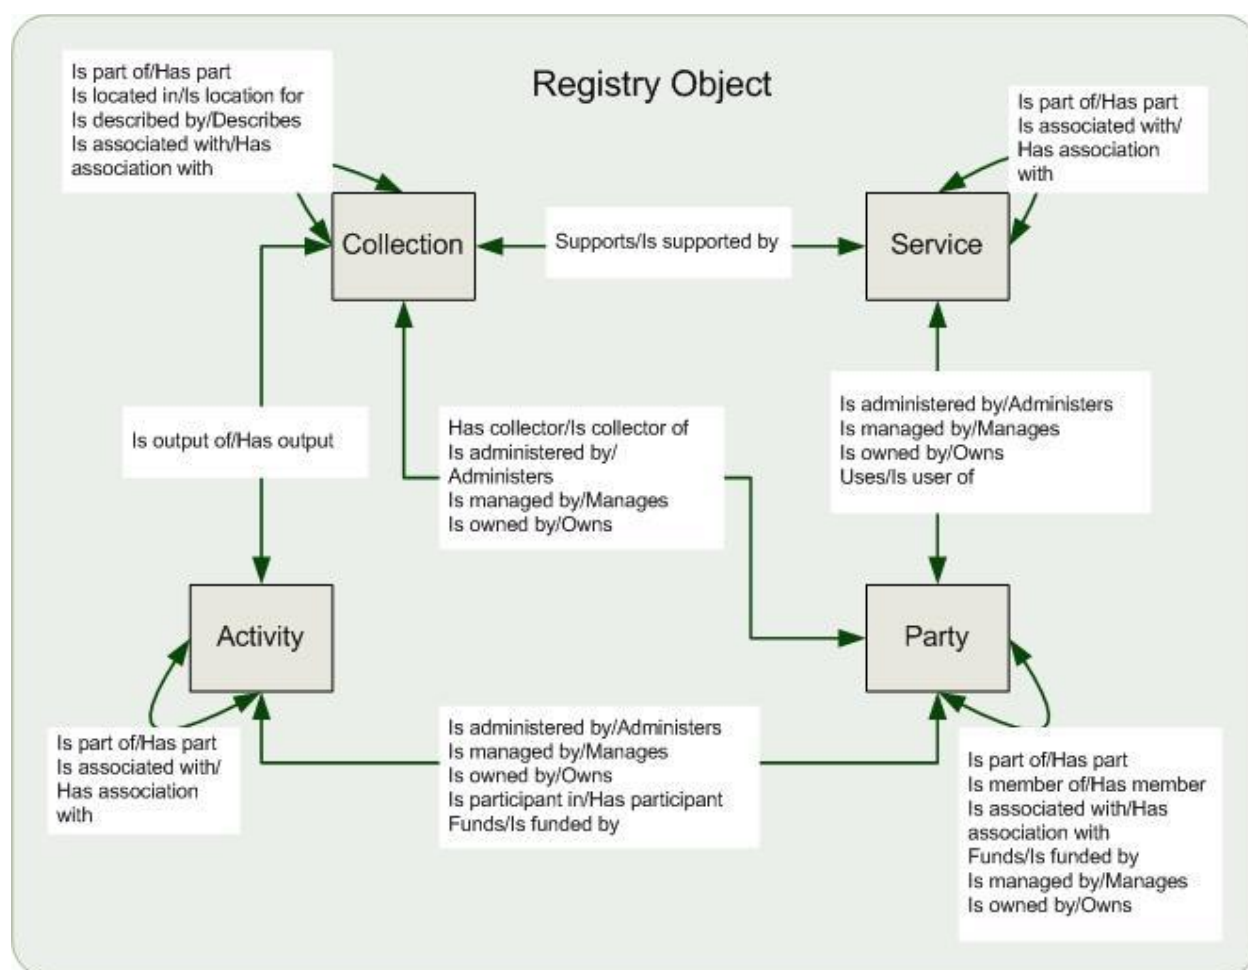 Registry Object
Is part of/Has part
Is located in/Is location for
Is described by/Describes
Is associated with/Has
association with
Is part of/Has part
Is associated with/
Has association
with
Collection
Supports/Is supported by
Service
Is output of/Has output
Has collector/Is collector of
Is administered by/
Administers
Is managed by/Manages
Is owned by/Owns
Is administered by/Administers
Is managed by/Manages
Is owned by/Owns
Uses/Is user of
Activity
Party
Is part of/Has part
Is associated with/
Has association
with
Is administered by/Administers
Is managed by/Manages
Is owned by/Owns
Is participant in/Has participant
Funds/Is funded by
Is part of/Has part
Is member of/Has member
Is associated with/Has
association with
Funds/Is funded by
Is managed by/Manages
Is owned by/Owns